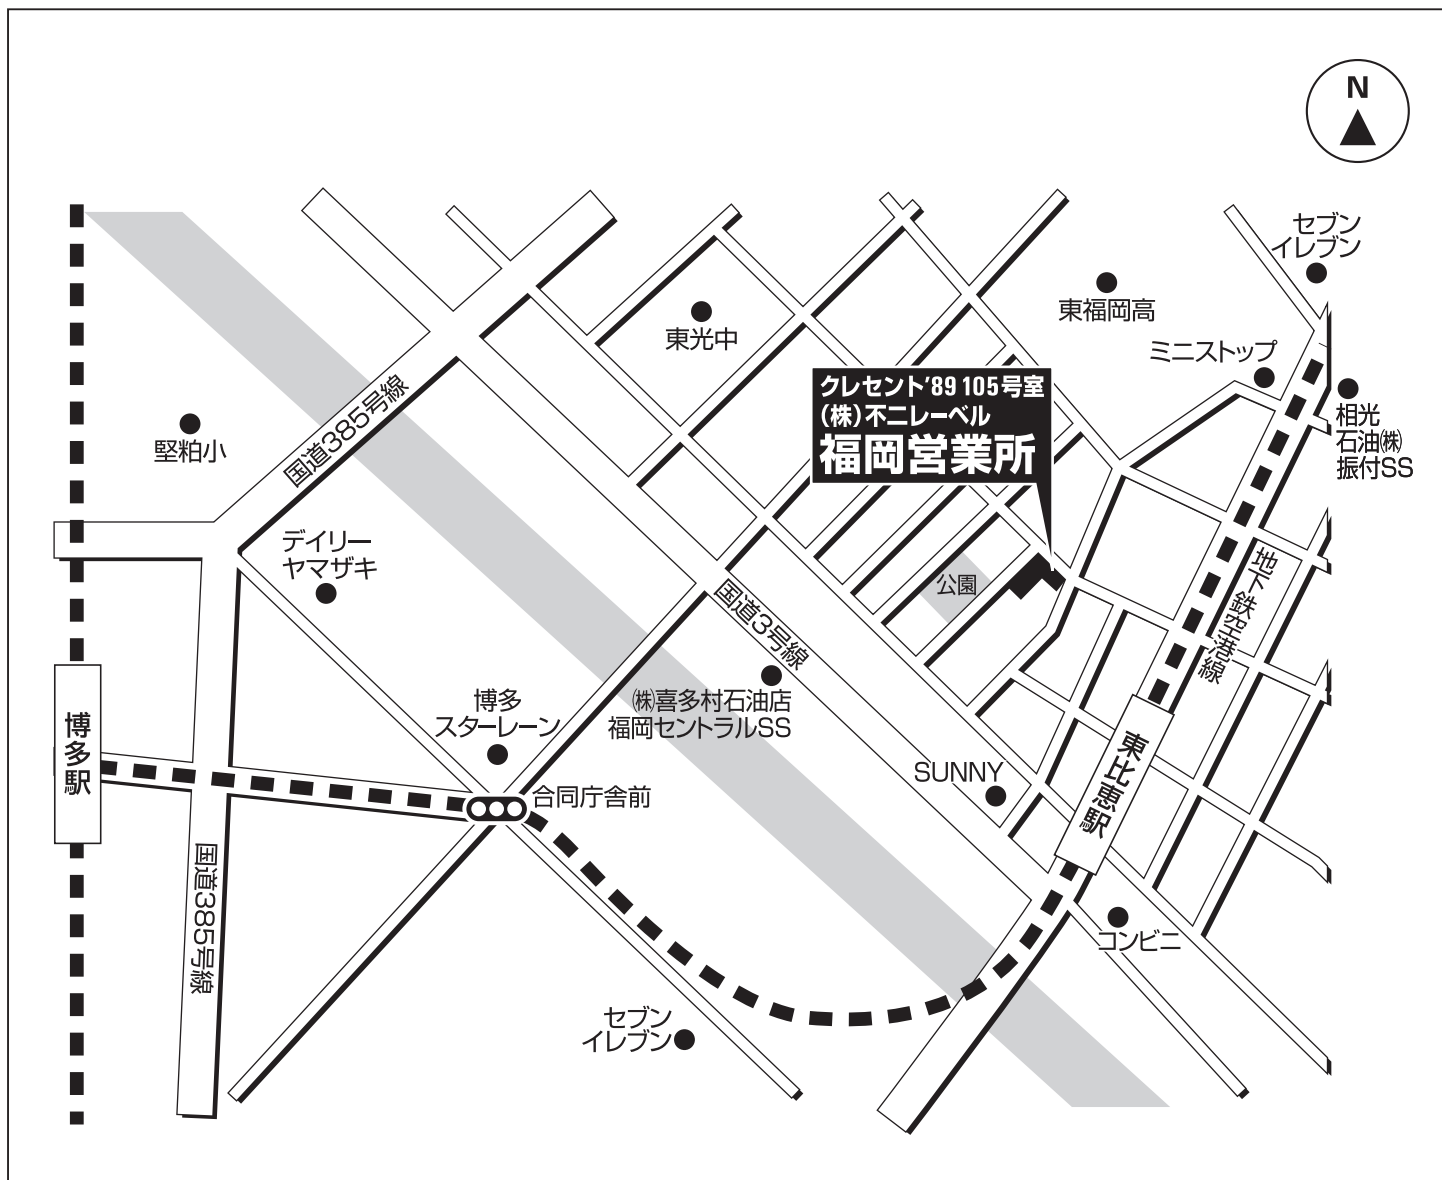 N
セブン
イレブン
東福岡高
東光中
ミニストップ
クレセント'89 105号室
(株)不二レーベル
福岡営業所
相光
石油㈱
振付SS
国道385号線
堅粕小
デイリー
ヤマザキ
地下鉄空港線
公園
国道3号線
博多
スターレーン
㈱喜多村石油店
福岡セントラルSS
博多駅
SUNNY
東比恵駅
合同庁舎前
国道385号線
コンビニ
セブン
イレブン